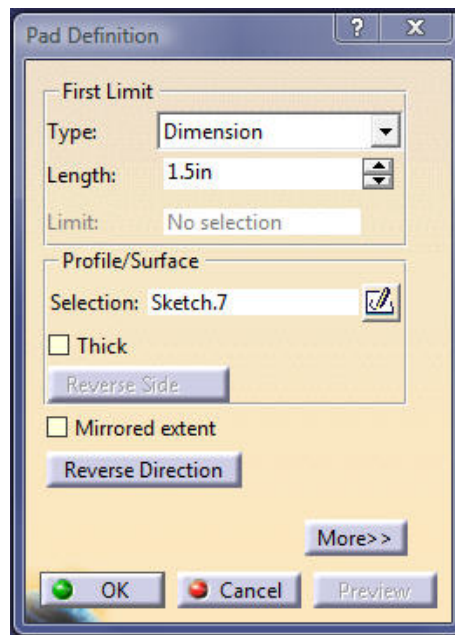 Pad Definition ? X
First Limit
Type: Dimension
Length: 1.5in
Limit: No selection
Profile/Surface
Selection: Sketch.7
Thick
Reverse Side
Mirrored extent
Reverse Direction
More>>
OK Cancel Preview